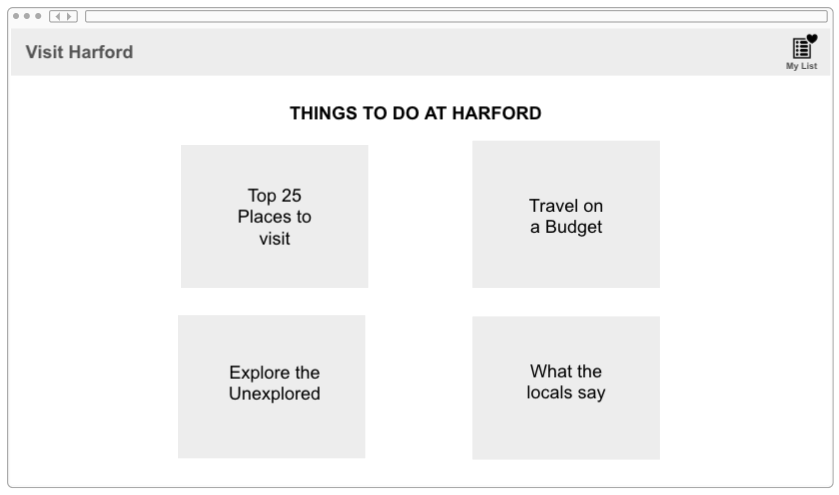 Visit Harford
My List
THINGS TO DO AT HARFORD
Top 25
Places to
visit
Travel on
a Budget
Explore the
Unexplored
What the
locals say